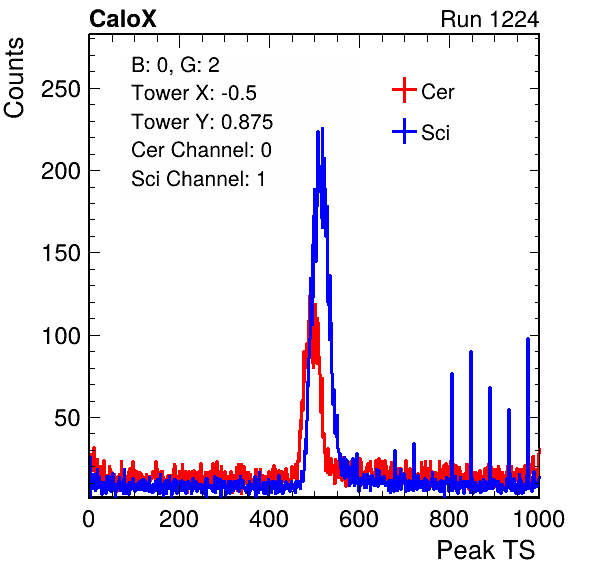 CaloX Run 1224
Counts
B: 0, G: 2
Tower X: -0.5
Tower Y: 0.875
Cer Channel: 0
Sci Channel: 1
Cer
Sci
250
200
150
100
50
0 200 400 600 800 1000
Peak TS